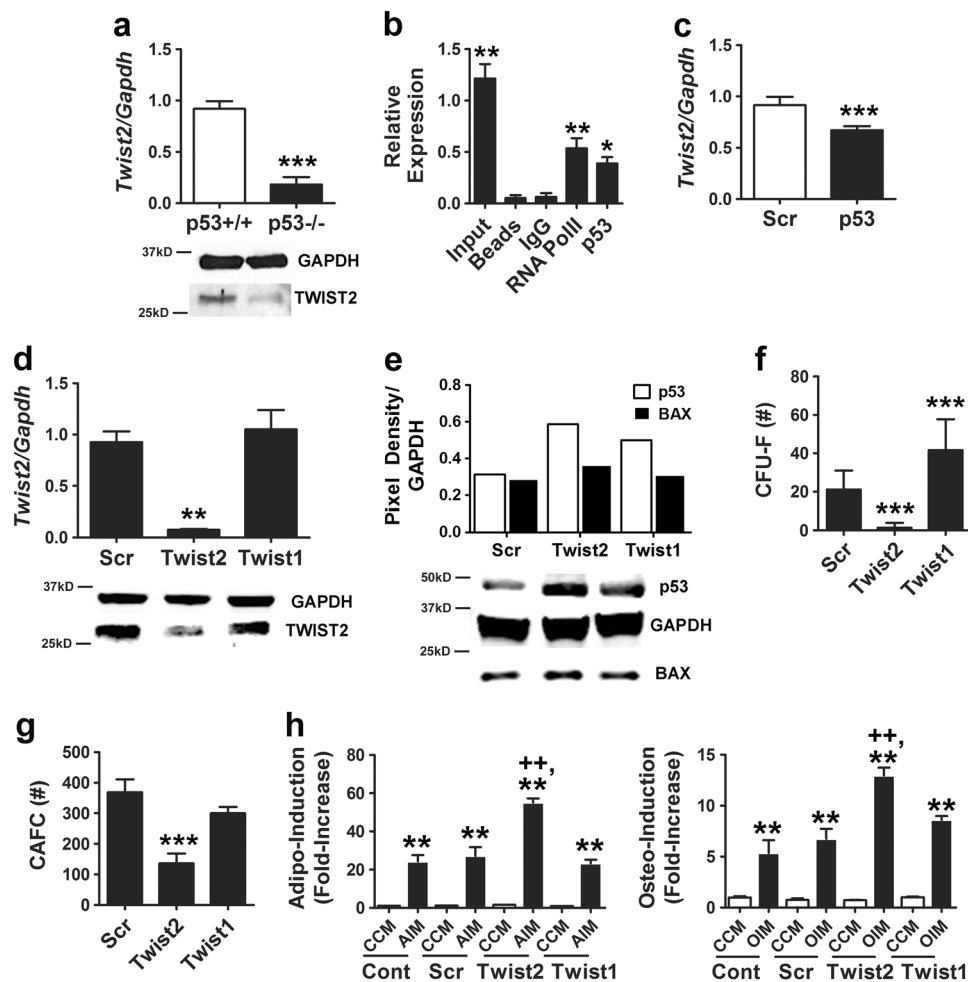 a
Twist2/Gapdh
1.5
1.0
0.5
0.0
p53+/+ p53-/-
37kD
GAPDH
TWIST2
25kD
b
Relative
Expression
1.5
1.0
0.5
0.0
**
**
*
Input
Beads
IgG
RNA PolII
p53
c
Twist2/Gapdh
1.5
1.0
0.5
0.0
***
Scr p53
***
d
Twist2/Gapdh
1.5
1.0
0.5
0.0
**
Scr Twist2 Twist1
37kD
GAPDH
TWIST2
25kD
e
Pixel Density/
GAPDH
0.8
0.6
0.4
0.2
0.0
p53
BAX
Scr Twist2 Twist1
50kD
p53
37kD
GAPDH
25kD
BAX
f
CFU-F (#)
80
60
40
20
0
***
***
Scr
Twist2
Twist1
g
CAFC (#)
500
400
300
200
100
0
***
Scr
Twist2
Twist1
h
Adipo-Induction
(Fold-Increase)
80
60
40
20
0
**
**
++,
**
**
CCM AIM CCM AIM CCM AIM CCM AIM
Cont Scr Twist2 Twist1
Osteo-Induction
(Fold-Increase)
15
10
5
0
**
**
++,
**
**
CCM OIM CCM OIM CCM OIM CCM OIM
Cont Scr Twist2 Twist1